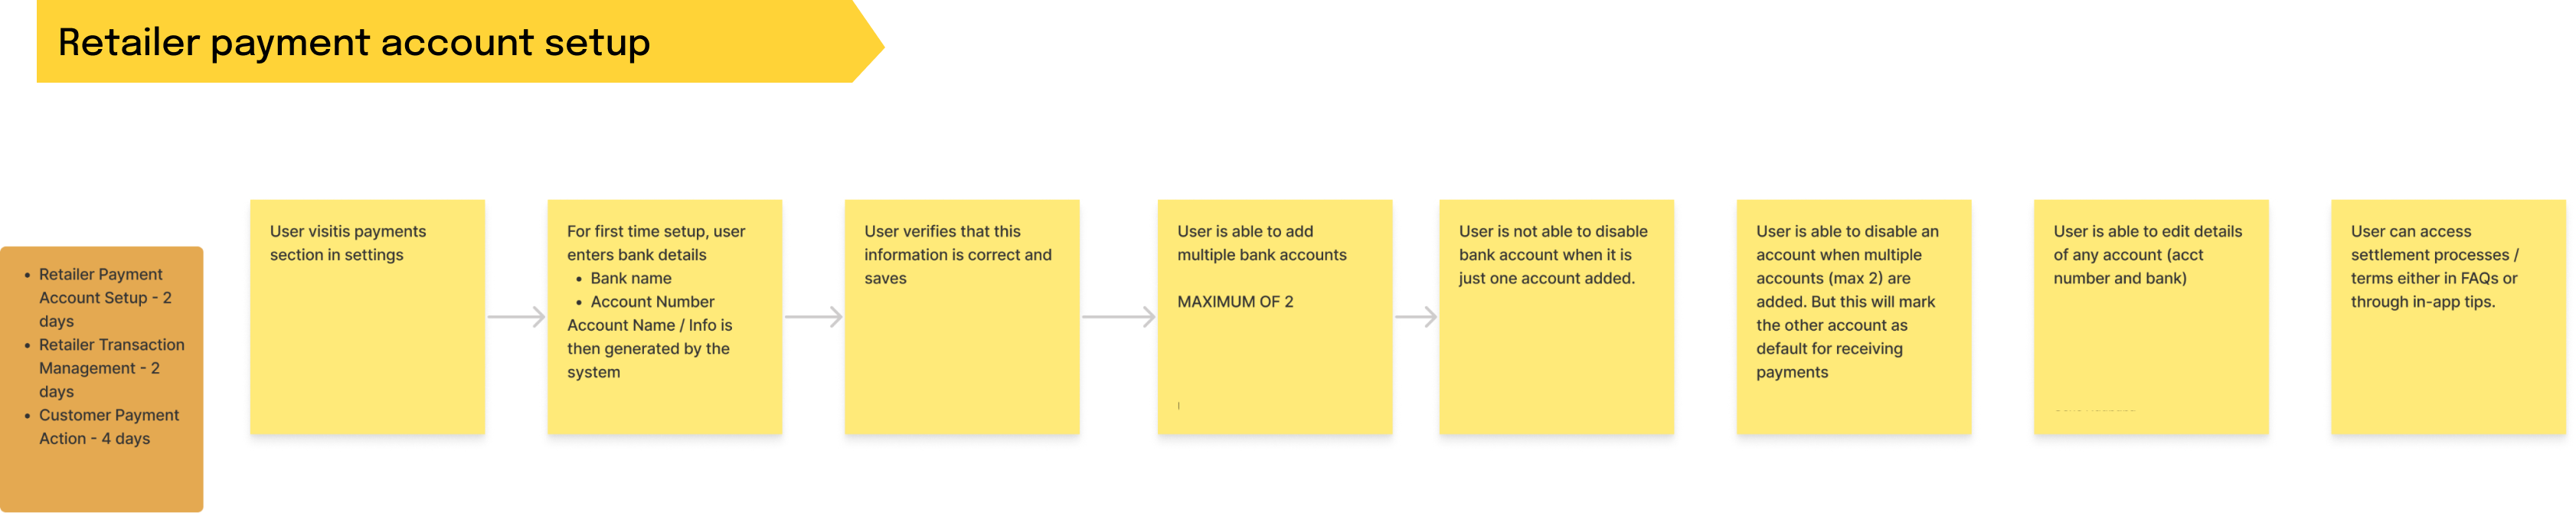 Retailer payment account setup
• Retailer Payment
Account Setup - 2
days
• Retailer Transaction
Management - 2
days
• Customer Payment
Action - 4 days
User visitis payments
section in settings
For first time setup, user
enters bank details
• Bank name
• Account Number
Account Name / Info is
then generated by the
system
User verifies that this
information is correct and
saves
User is able to add
multiple bank accounts
MAXIMUM OF 2
User is not able to disable
bank account when it is
just one account added.
User is able to disable an
account when multiple
accounts (max 2) are
added. But this will mark
the other account as
default for receiving
payments
User is able to edit details
of any account (acct
number and bank)
User can access
settlement processes /
terms either in FAQs or
through in-app tips.